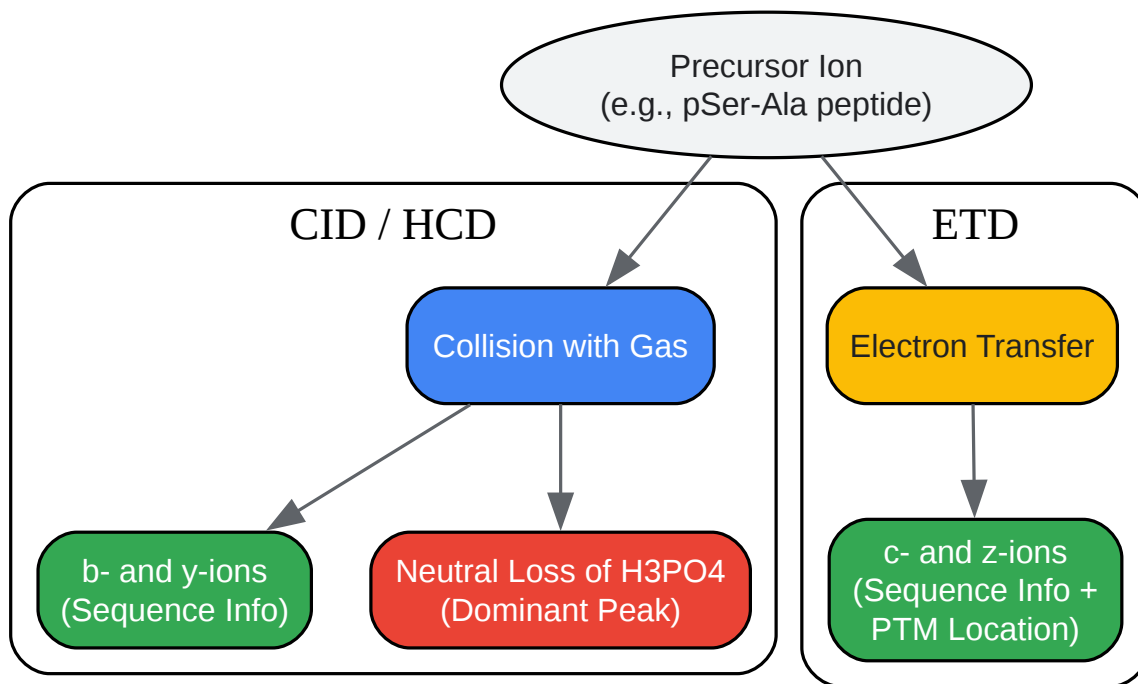 Precursor Ion
(e.g., pSer-Ala peptide)
CID / HCD
ETD
Collision with Gas
Electron Transfer
b- and y-ions
(Sequence Info)
Neutral Loss of H3PO4
(Dominant Peak)
c- and z-ions
(Sequence Info +
PTM Location)